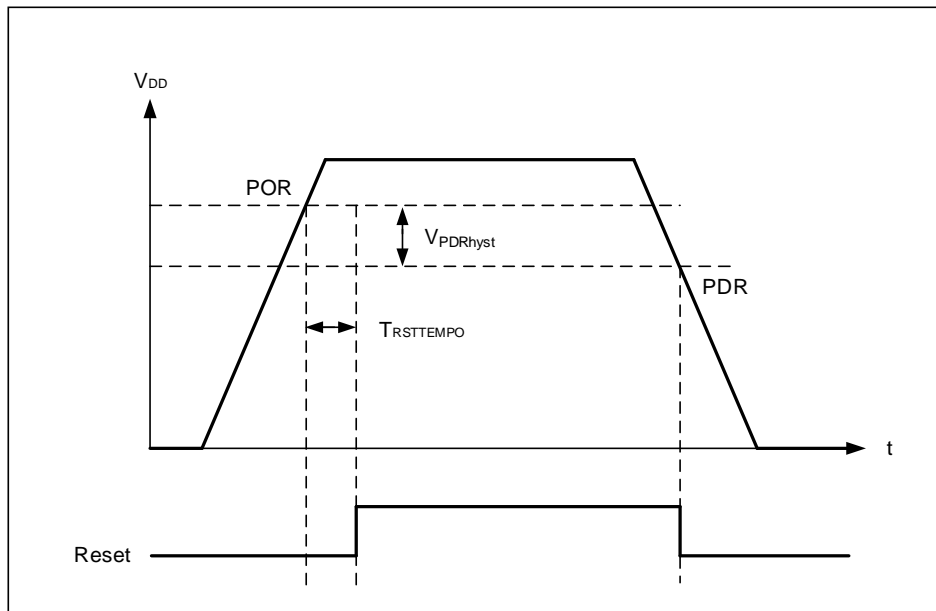 VDD
POR
VPDRhyst
PDR
TRSTTEMPO
t
Reset